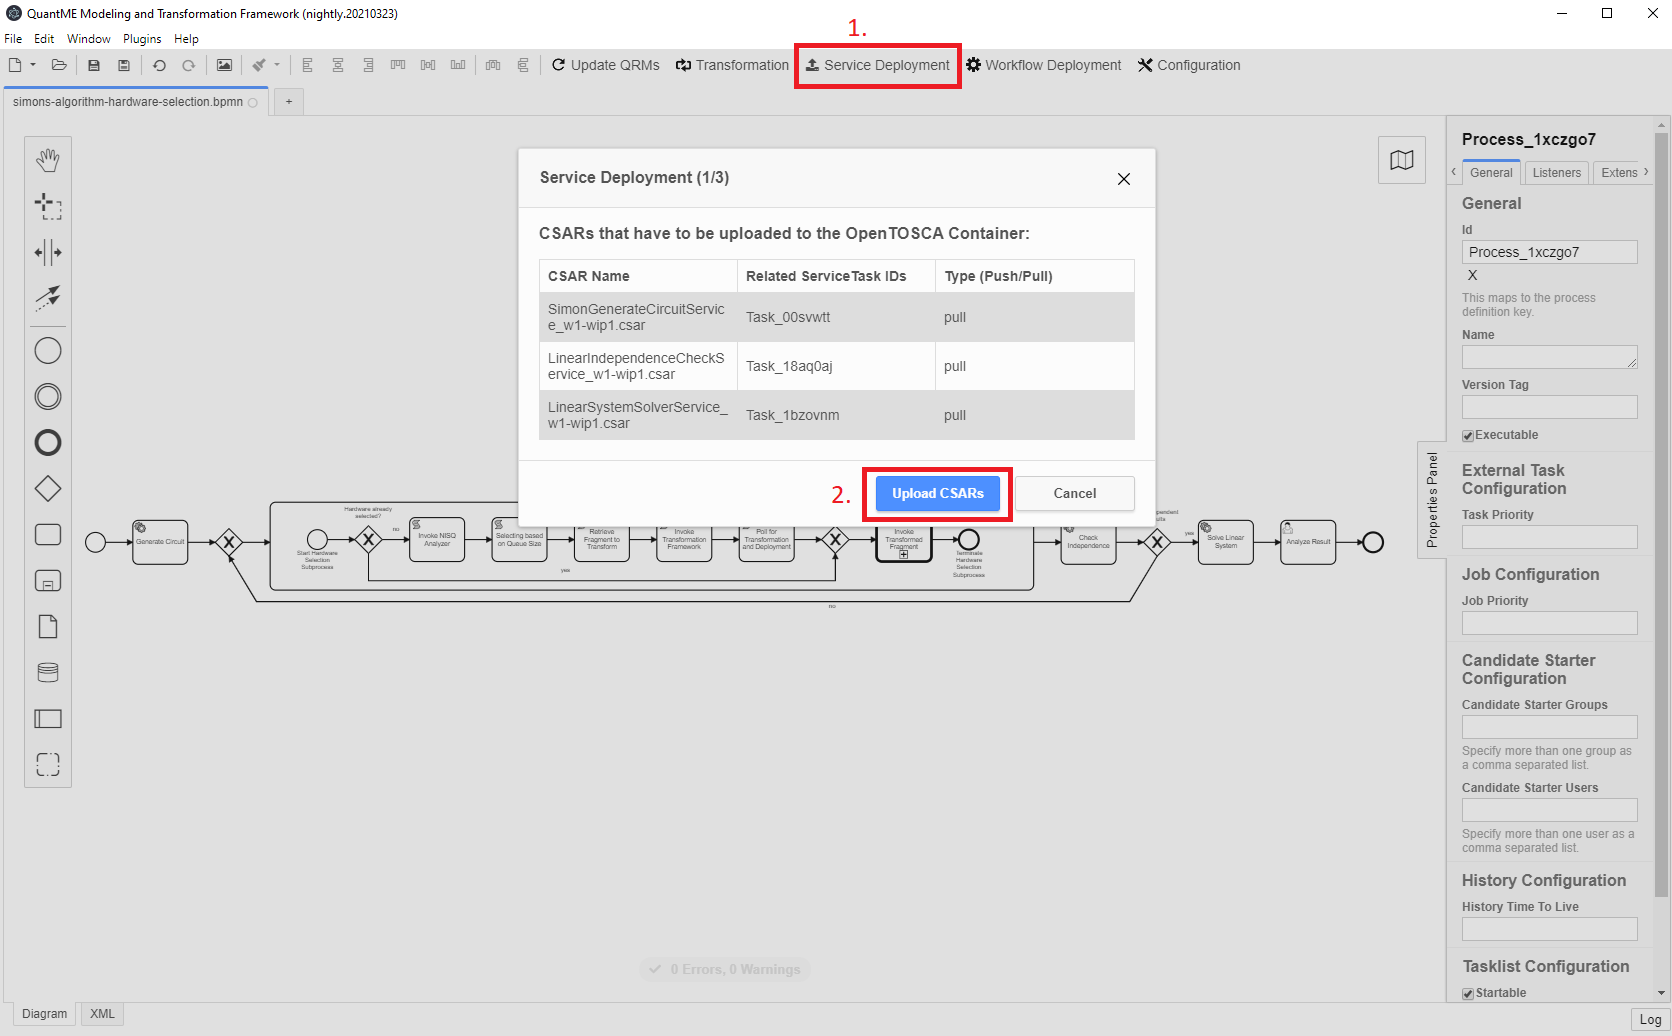 QuantME Modeling and Transformation Framework (nightly.20210323)
File Edit Window Plugins Help
1.
Update QRMs Transformation Service Deployment Workflow Deployment Configuration
simons-algorithm-hardware-selection.bpmn +
Service Deployment (1/3)
CSARs that have to be uploaded to the OpenTOSCA Container:
CSAR Name Related ServiceTask IDs Type (Push/Pull)
SimonGenerateCircuitServic
e_w1-wip1.csar Task_00svwtt pull
LinearIndependenceCheckS
ervice_w1-wip1.csar Task_18aq0aj pull
LinearSystemSolverService_
w1-wip1.csar Task_1bzovnm pull
2.
Upload CSARs Cancel
Generate Circuit
Hardware already
selected?
no
yes
Start Hardware
Selection
Subprocess
Invoke NISQ
Analyzer
Selecting based
on Queue Size
Retrieve
Fragment to
Transform
Invoke
Transformation
Framework
Poll for
Transformation
and Deployment
Invoke
Transformed
Fragment
Terminate
Hardware
Selection
Subprocess
no
Check
Independence
yes
Solve Linear
System
Analyze Result
Properties Panel
Process_1xczgo7
General Listeners Extens
General
Id
Process_1xczgo7
X
This maps to the process
definition key.
Name
Version Tag
Executable
External Task
Configuration
Task Priority
Job Configuration
Job Priority
Candidate Starter
Configuration
Candidate Starter Groups
Specify more than one group as
a comma separated list.
Candidate Starter Users
Specify more than one user as a
comma separated list.
History Configuration
History Time To Live
Tasklist Configuration
Startable
0 Errors, 0 Warnings
Diagram XML
Log